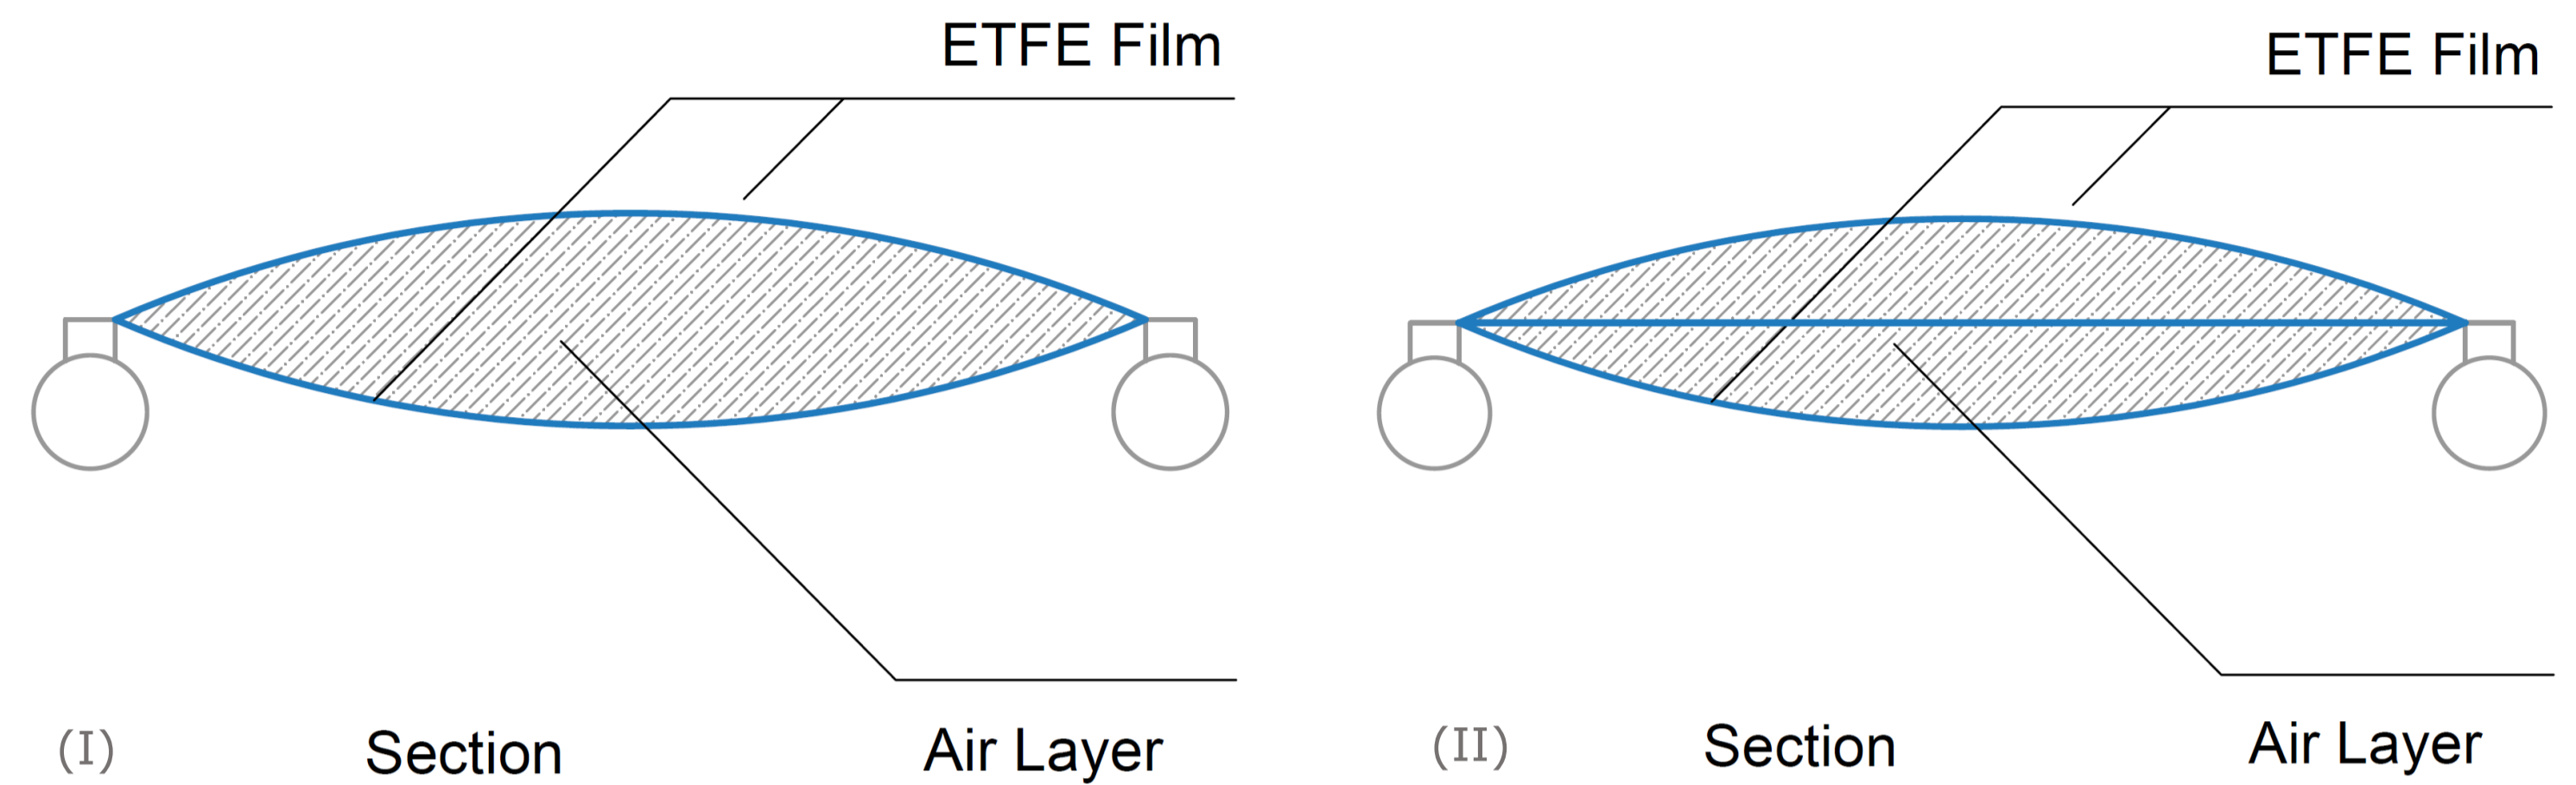 ETFE Film
ETFE Film
(I)
Section
Air Layer
(II)
Section
Air Layer